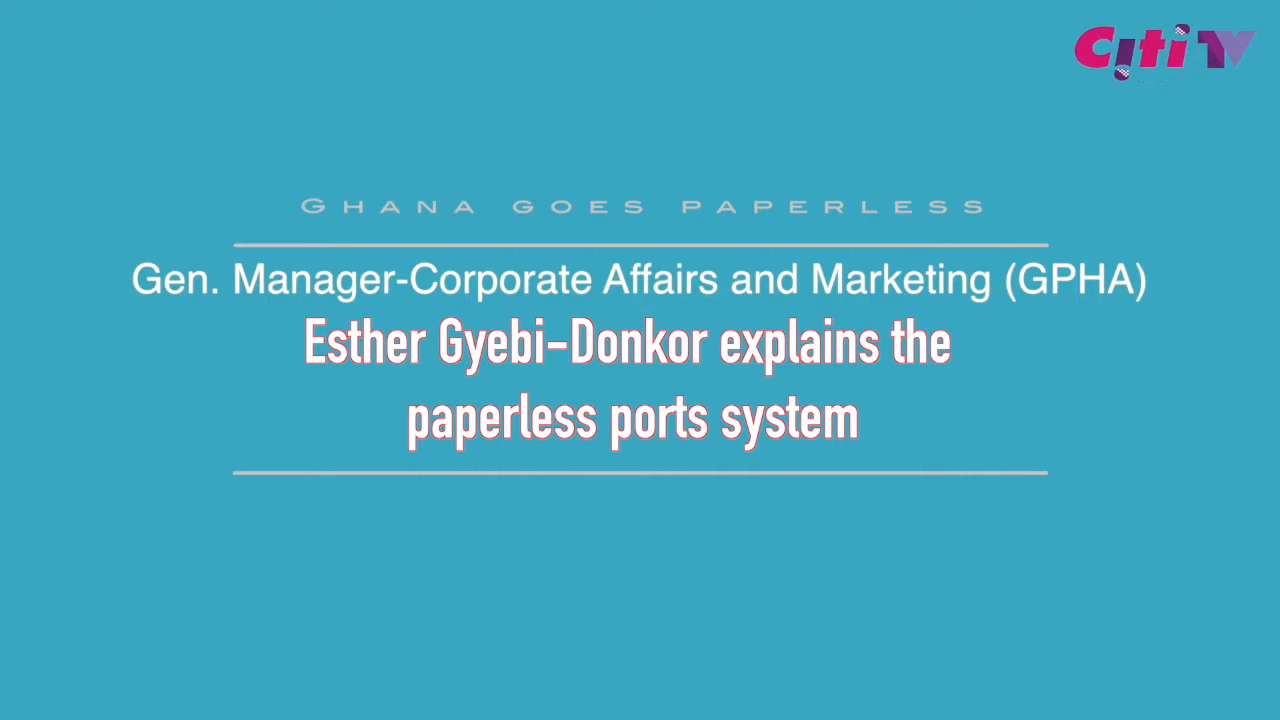 Citi TV
GHANA GOES PAPERLESS
Gen. Manager-Corporate Affairs and Marketing (GPHA)
Esther Gyebi-Donkor explains the
paperless ports system